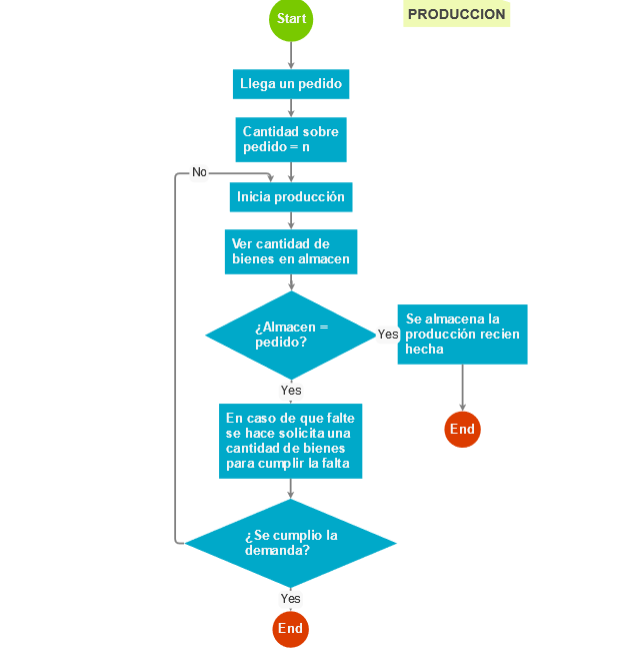 Start
PRODUCCION
Llega un pedido
Cantidad sobre
pedido = n
No
Inicia producción
Ver cantidad de
bienes en almacen
¿Almacen =
pedido?
Yes
Se almacena la
producción recien
hecha
Yes
En caso de que falte
se hace solicita una
cantidad de bienes
para cumplir la falta
End
¿Se cumplio la
demanda?
Yes
End